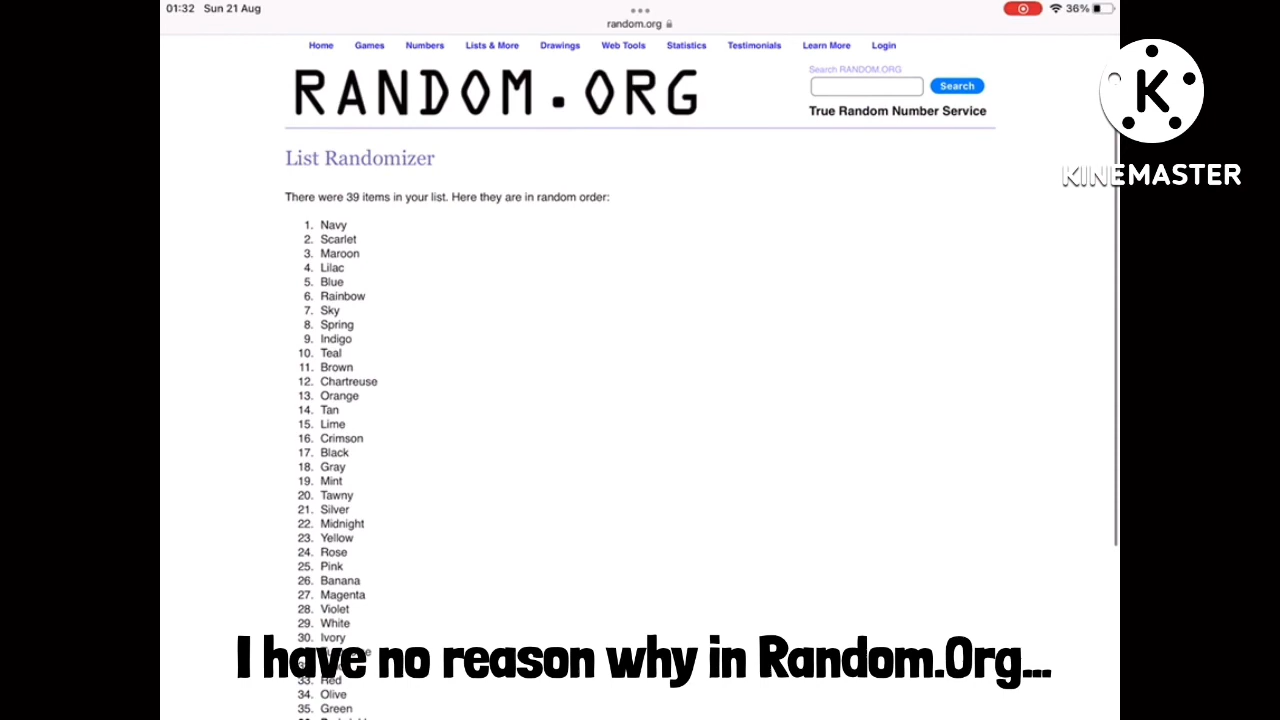 01:32 Sun 21 Aug
36%
random.org
Home Games Numbers Lists & More Drawings Web Tools Statistics Testimonials Learn More Login
RANDOM.ORG
Search RANDOM.ORG
Search
True Random Number Service
K
KINEMASTER
List Randomizer
There were 39 items in your list. Here they are in random order:
1. Navy
2. Scarlet
3. Maroon
4. Lilac
5. Blue
6. Rainbow
7. Sky
8. Spring
9. Indigo
10. Teal
11. Brown
12. Chartreuse
13. Orange
14. Tan
15. Lime
16. Crimson
17. Black
18. Gray
19. Mint
20. Tawny
21. Silver
22. Midnight
23. Yellow
24. Rose
25. Pink
26. Banana
27. Magenta
28. Violet
29. White
30. Ivory
I have no reason why in Random.Org...
33. Red
34. Olive
35. Green